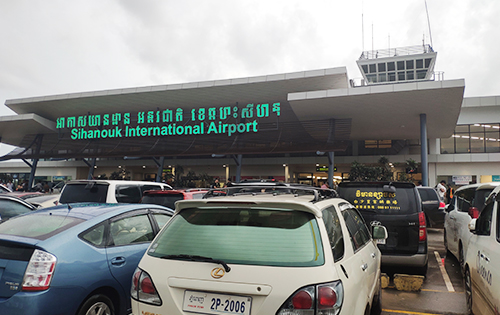 អាកាសយានដ្ឋាន អន្តរជាតិ ខេត្តព្រះសីហនុ
Sihanouk International Airport
2P-2006